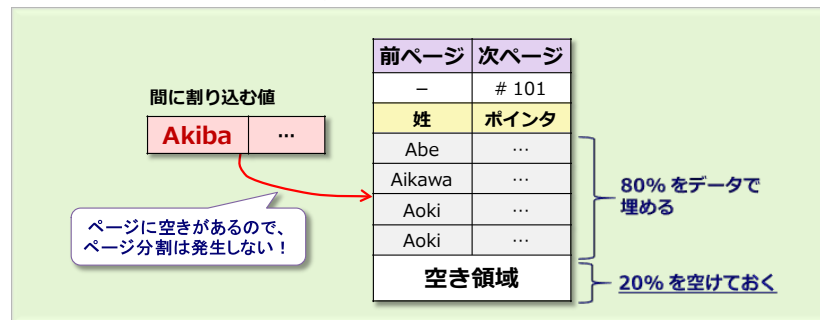 前ページ 次ページ
－ # 101
間に割り込む値
姓 ポインタ
Akiba …
Abe …
Aikawa …
Aoki …
Aoki …
80% をデータで
埋める
ページに空きがあるので、
ページ分割は発生しない！
空き領域
20% を空けておく